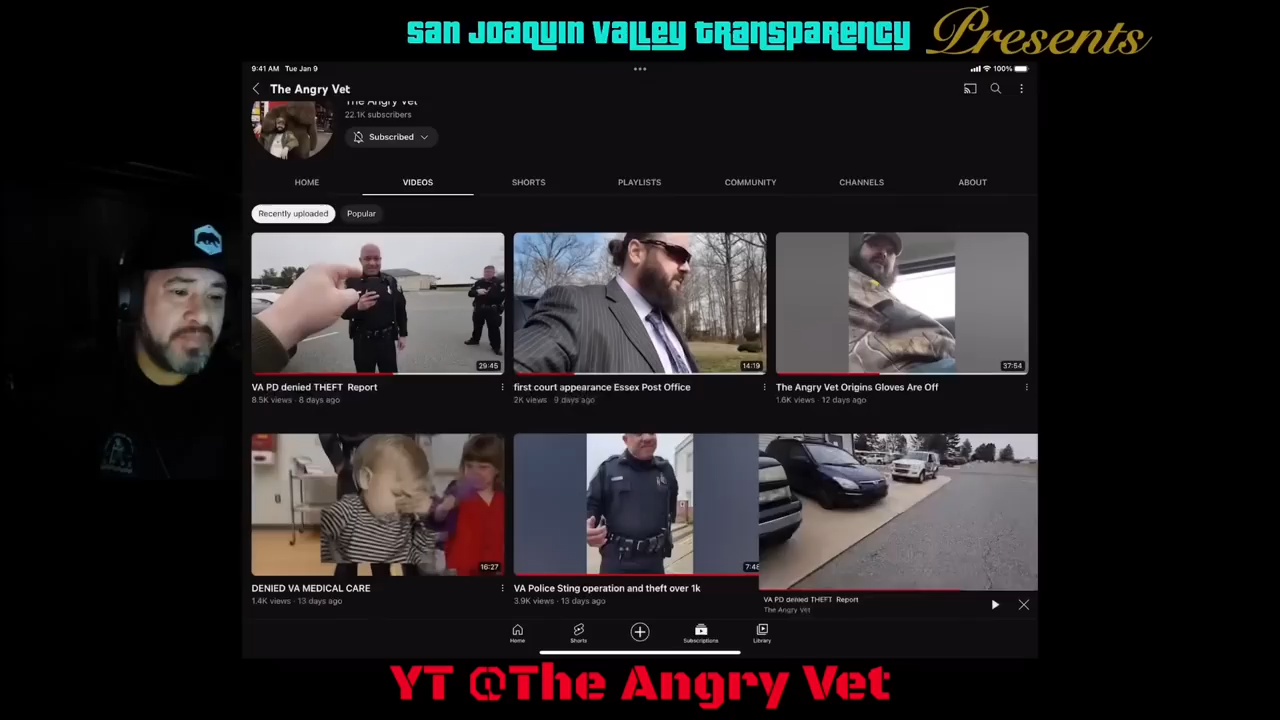 San Joaquin Valley Transparency Presents
9:41 AM Tue Jan 9
100%
The Angry Vet
The Angry Vet
22.1K subscribers
Subscribed
HOME VIDEOS SHORTS PLAYLISTS COMMUNITY CHANNELS ABOUT
Recently uploaded Popular
29:45 14:19 37:54
VA PD denied THEFT Report first court appearance Essex Post Office The Angry Vet Origins Gloves Are Off
8.5K views · 8 days ago 2K views · 9 days ago 1.6K views · 12 days ago
16:27 7:48
DENIED VA MEDICAL CARE VA Police Sting operation and theft over 1k
1.4K views · 13 days ago 3.9K views · 13 days ago
VA PD denied THEFT Report
The Angry Vet
Home Shorts Subscriptions Library
YT @The Angry Vet